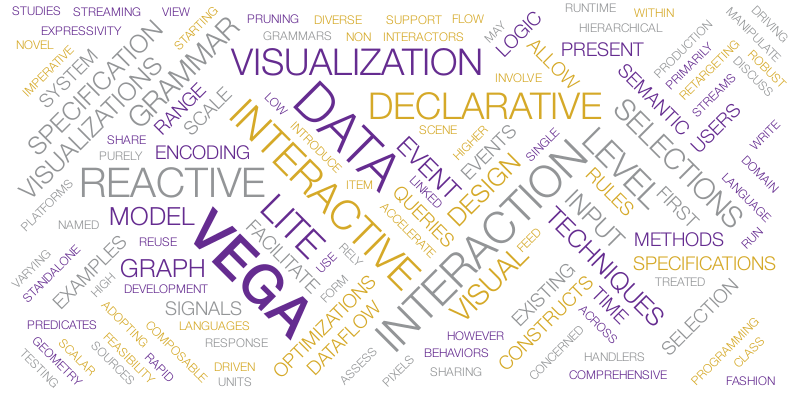 STUDIES
STREAMING
VIEW
EXPRESSIVITY
NOVEL
IMPERATIVE
SYSTEM
SPECIFICATION
VISUALIZATIONS
GRAMMAR
STARTING
PRUNING
DIVERSE
SUPPORT
FLOW
GRAMMARS
NON
INTERACTORS
MAY
LOGIC
RUNTIME
WITHIN
HIERARCHICAL
PRESENT
ALLOW
PRODUCTION
MANIPULATE
DRIVING
PRIMARILY
RETARGETING
DISCUSS
ROBUST
SEMANTIC
STREAMS
USERS
VISUALIZATION
INVOLVE
RANGE
SCALE
LOW
DATA
DECLARATIVE
SCENE
INTRODUCE
INTERACTIVE
SHARE
PURELY
ENCODING
REACTIVE
ITEM
EVENT
LINKED
HIGHER
EVENTS
SINGLE
SELECTIONS
LEVEL
FIRST
RULES
WRITE
DOMAIN
LANGUAGE
RUN
PLATFORMS
NAMED
MODEL
REUSE
VEGA
LITE
FACILITATE
USE
RELY
FORM
QUERIES
ACCELERATE
DESIGN
INTERACTION
INPUT
TECHNIQUES
METHODS
SPECIFICATIONS
TREATED
VARYING
STANDALONE
EXAMPLES
HIGH
GRAPH
DEVELOPMENT
SIGNALS
LANGUAGES
RESPONSE
OPTIMIZATIONS
DATAFLOW
VISUAL
FEED
EXISTING
CONSTRUCTS
TIME
ACROSS
SELECTION
PREDICATES
GEOMETRY
TESTING
SCALAR
SOURCES
ADOPTING
FEASIBILITY
COMPOSABLE
RAPID
DRIVEN
UNITS
ASSESS
PIXELS
HOWEVER
BEHAVIORS
SHARING
CONCERNED
HANDLERS
COMPREHENSIVE
PROGRAMMING
CLASS
FASHION